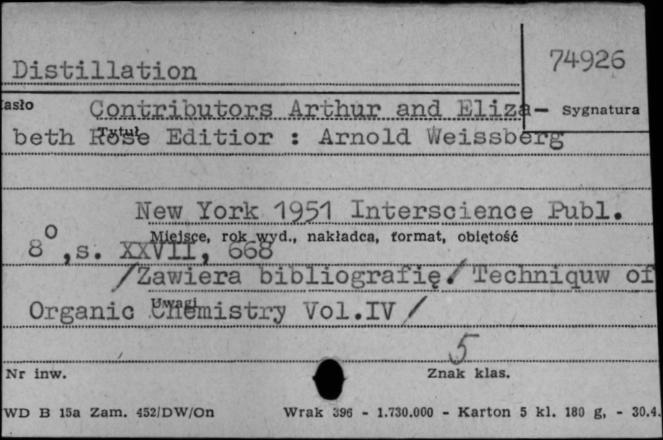 74926
Distillation
asło Contributors Arthur and Eliza- Sygnatura
beth Rose Editior : Arnold Weissberg
Tytuł
New York 1951 Interscience Publ.
Miejsce, rok wyd., nakładca, format, obiętość
8°, s. XXVII, 668
/Zawiera bibliografię./ Techniquw of
Organic Chemistry Vol.IV /
Uwagi
5
Nr inw. Znak klas.
WD B 15a Zam. 452/DW/On Wrak 396 - 1.730.000 - Karton 5 kl. 180 g, - 30.4.